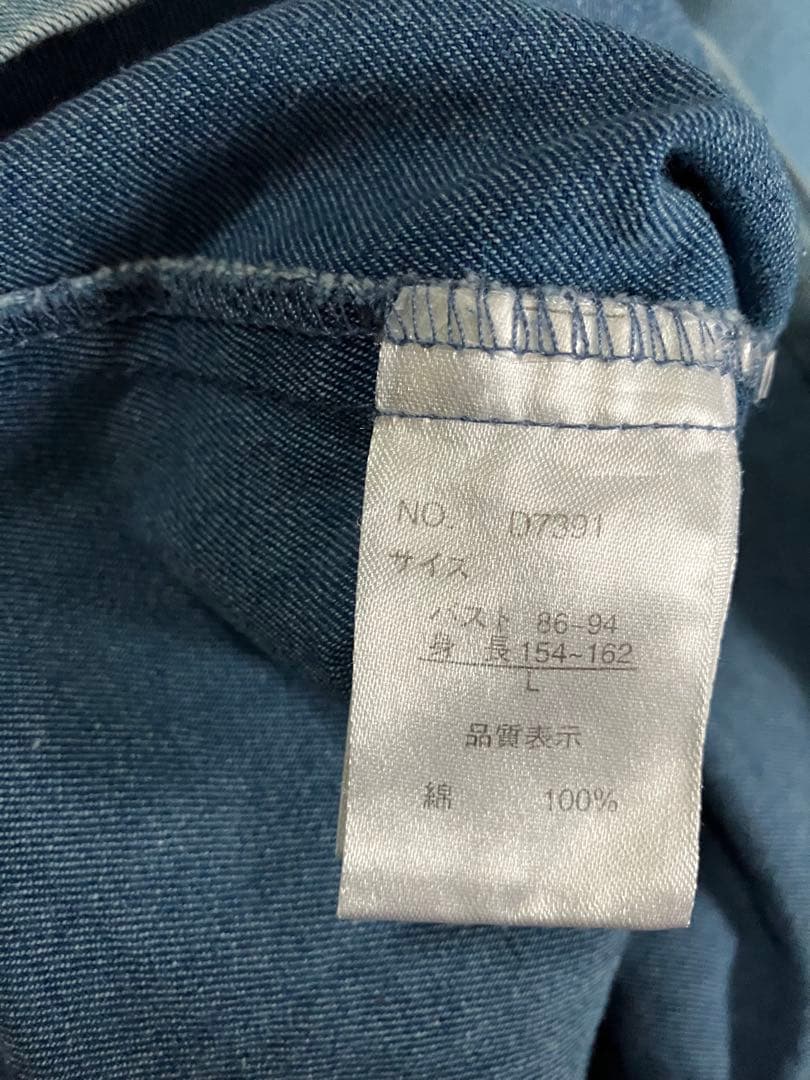 NO. D7391
サイズ
バスト 86-94
身 長 154~162
L
品質表示
綿 100%